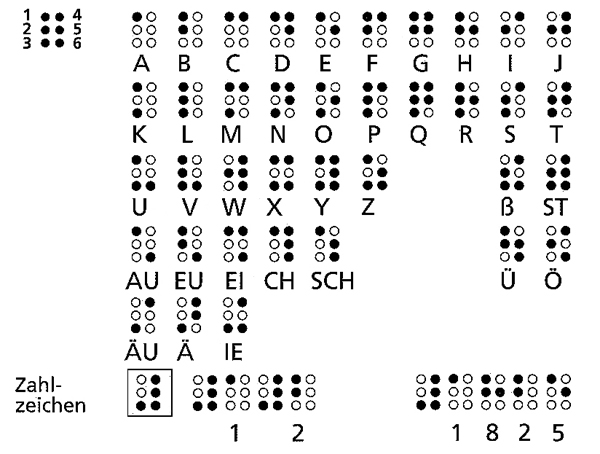 1 4
2 5
3 6
A B C D E F G H I J
K L M N O P Q R S T
U V W X Y Z ß ST
AU EU EI CH SCH Ü Ö
ÄU Ä IE
Zahl-
zeichen
1 2 1 8 2 5